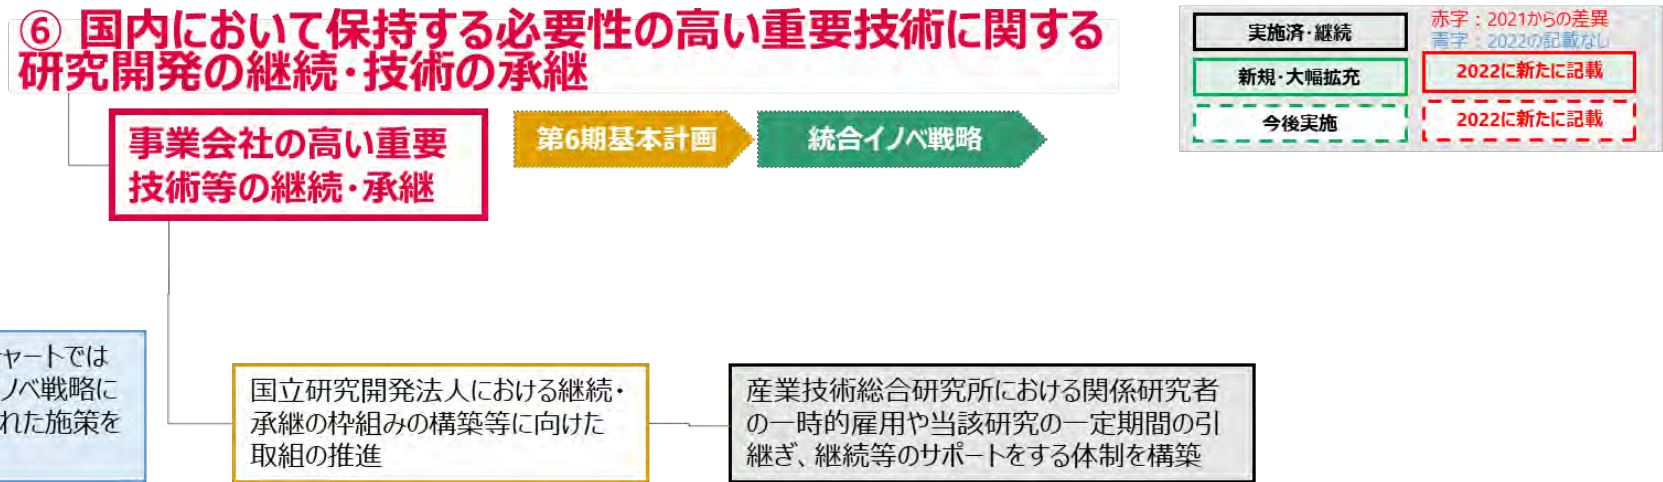 ⑥ 国内において保持する必要性の高い重要技術に関する
研究開発の継続・技術の承継
実施済・継続
赤字：2021からの差異
青字：2022の記載なし
新規・大幅拡充
2022に新たに記載
今後実施
2022に新たに記載
事業会社の高い重要
技術等の継続・承継
第6期基本計画
統合イノベ戦略
ャートでは
ノベ戦略に
れた施策を
国立研究開発法人における継続・
承継の枠組みの構築等に向けた
取組の推進
産業技術総合研究所における関係研究者
の一時的雇用や当該研究の一定期間の引
継ぎ、継続等のサポートをする体制を構築